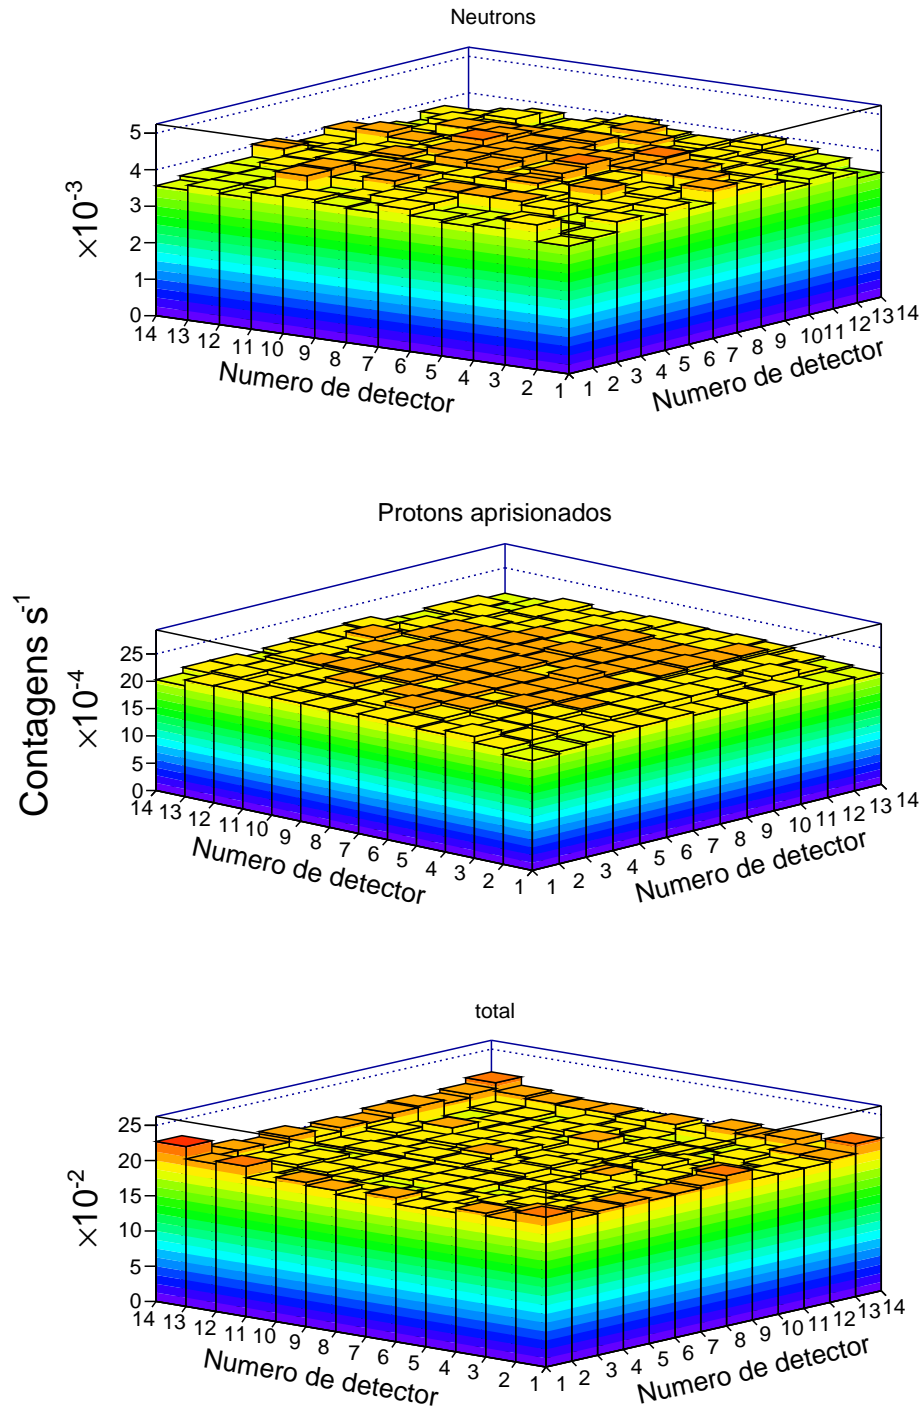 Neutrons
×10-3
5
4
3
2
1
0
14 13 12 11 10 9 8 7 6 5 4 3 2 1
1 2 3 4 5 6 7 8 9 10 11 12 13 14
Numero de detector
Numero de detector
Protons aprisionados
Contagens s-1
×10-4
25
20
15
10
5
0
14 13 12 11 10 9 8 7 6 5 4 3 2 1
1 2 3 4 5 6 7 8 9 10 11 12 13 14
Numero de detector
Numero de detector
total
×10-2
25
20
15
10
5
0
14 13 12 11 10 9 8 7 6 5 4 3 2 1
1 2 3 4 5 6 7 8 9 10 11 12 13 14
Numero de detector
Numero de detector